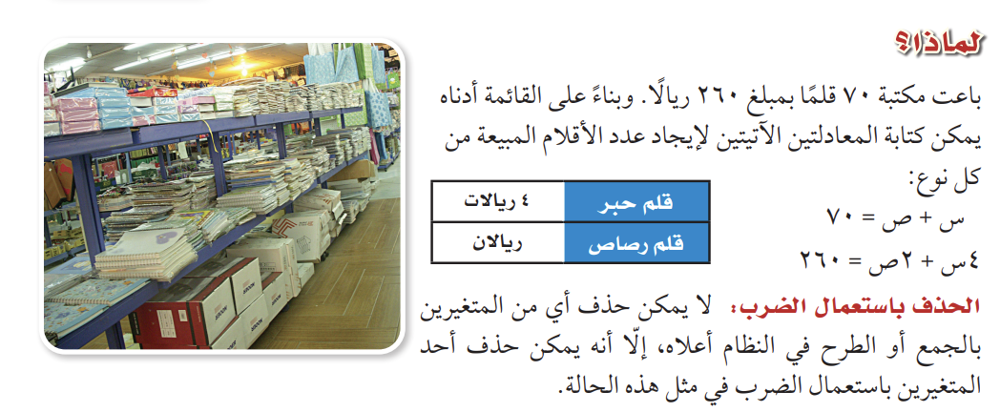 لماذا؟
باعت مكتبة ٧٠ قلمًا بمبلغ ٢٦٠ ريالًا. وبناءً على القائمة أدناه
يمكن كتابة المعادلتين الآتيتين لإيجاد عدد الأقلام المبيعة من
كل نوع:
س + ص = ٧٠
٤س + ٢ص = ٢٦٠
قلم حبر ٤ ريالات
قلم رصاص ريالان
الحذف باستعمال الضرب: لا يمكن حذف أي من المتغيرين
بالجمع أو الطرح في النظام أعلاه، إلّا أنه يمكن حذف أحد
المتغيرين باستعمال الضرب في مثل هذه الحالة.